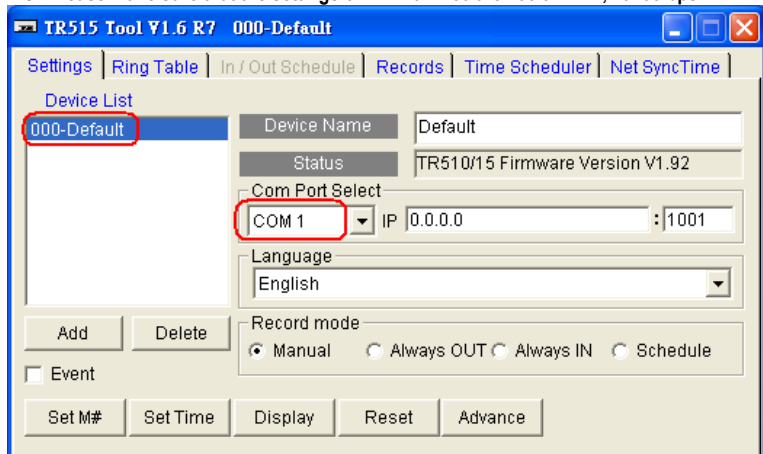 TR515 Tool V1.6 R7 000-Default
Settings Ring Table In / Out Schedule Records Time Scheduler Net SyncTime
Device List
000-Default
Device Name Default
Status TR510/15 Firmware Version V1.92
Com Port Select
COM 1 IP 0.0.0.0 : 1001
Language
English
Record mode
Manual Always OUT Always IN Schedule
Add Delete
Event
Set M# Set Time Display Reset Advance